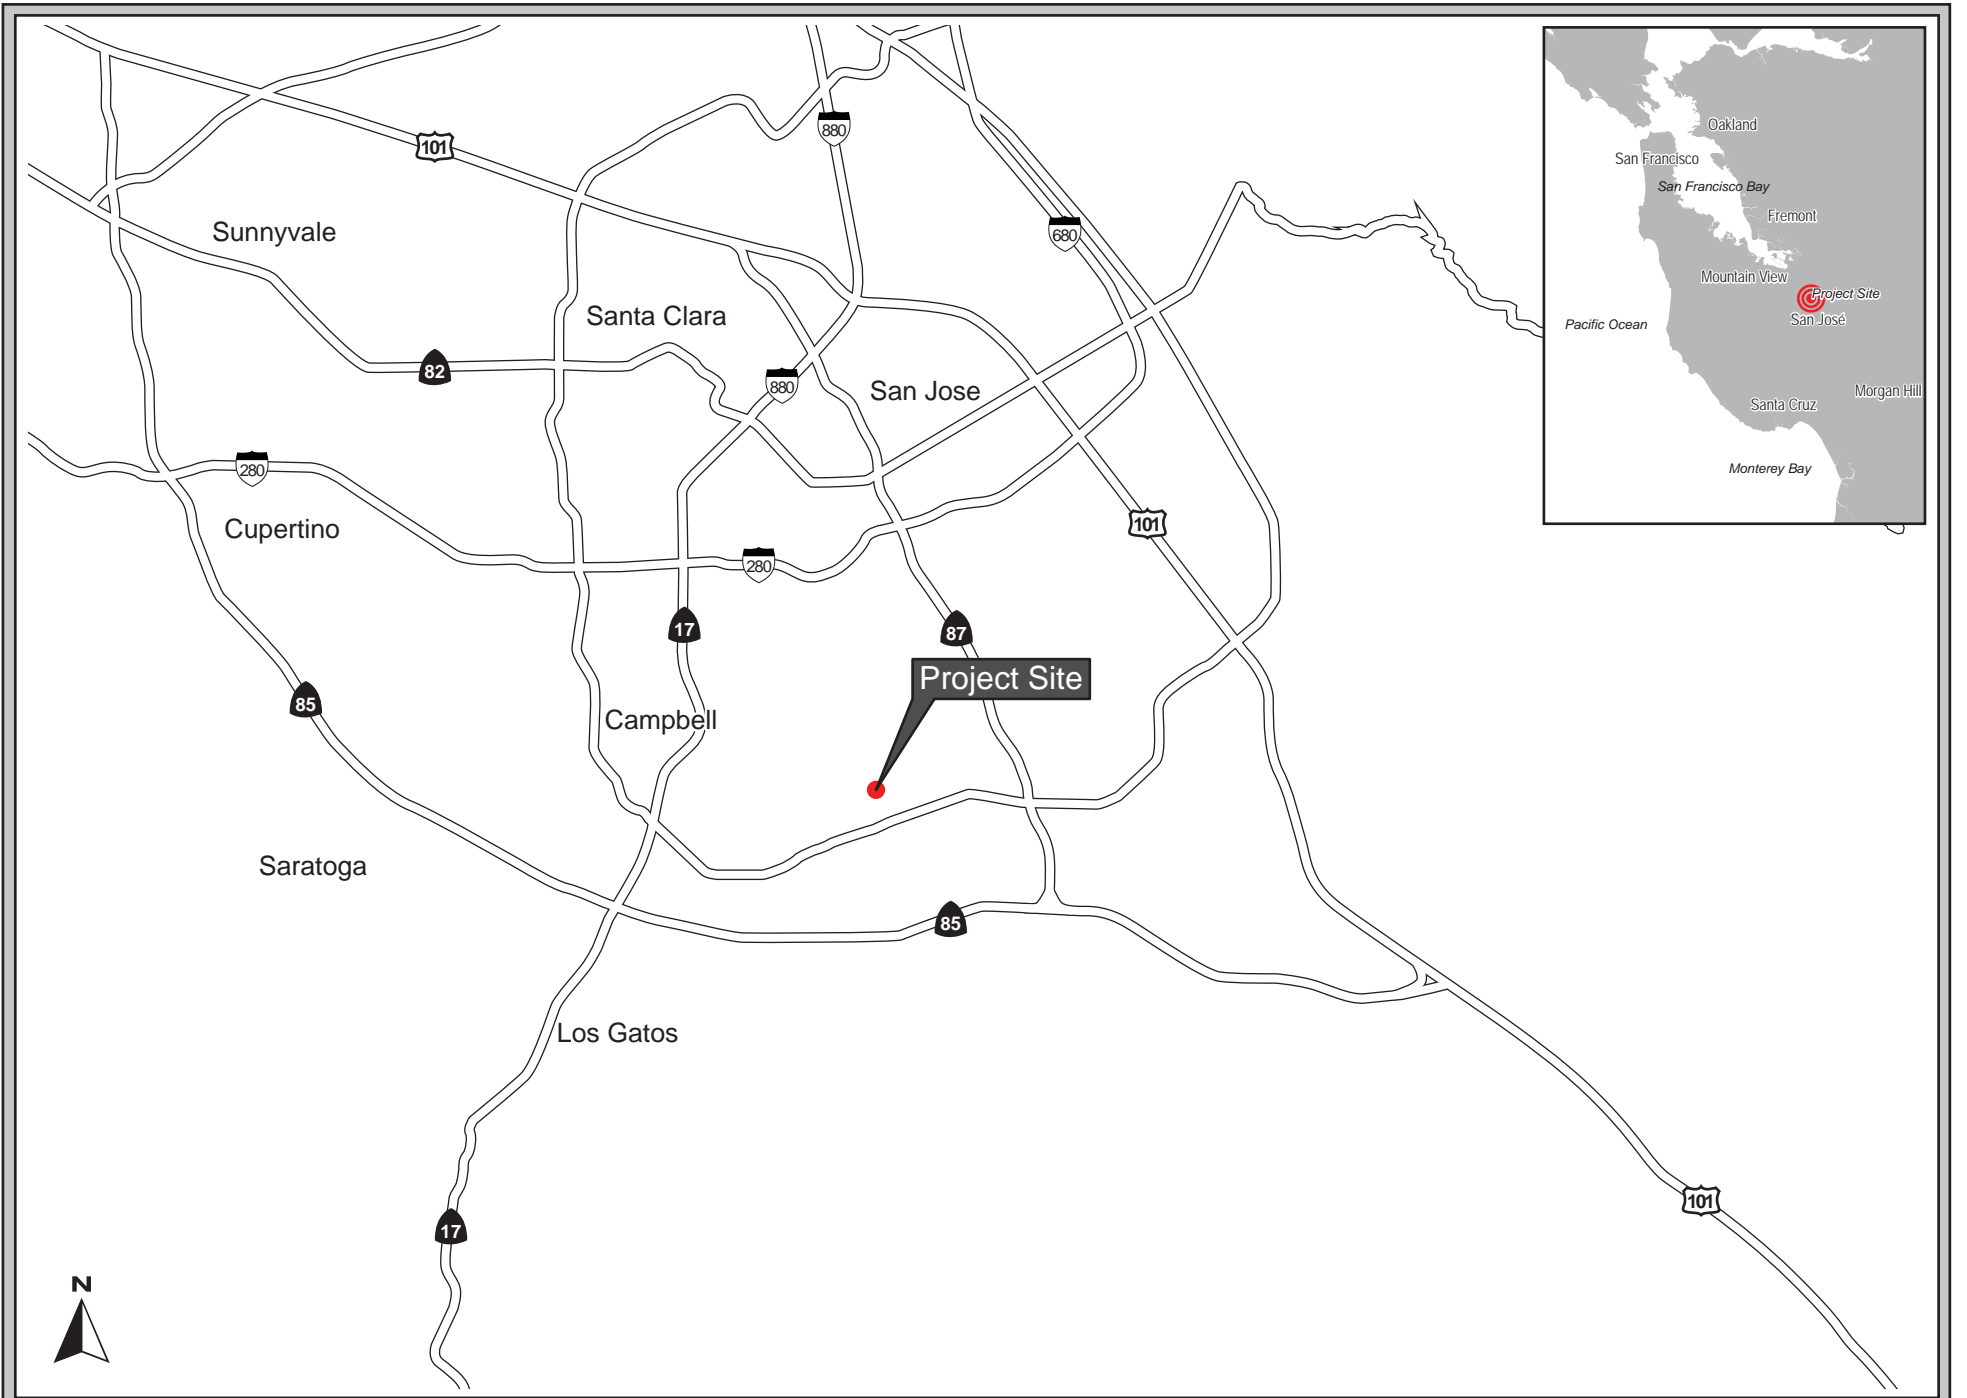 101
880
Sunnyvale
680
Santa Clara
82
880
San Jose
280
Cupertino
101
280
17
87
Project Site
85
Campbell
Saratoga
85
Los Gatos
101
17
N
Oakland
San Francisco
San Francisco Bay
Fremont
Mountain View
Project Site
San José
Pacific Ocean
Morgan Hill
Santa Cruz
Monterey Bay